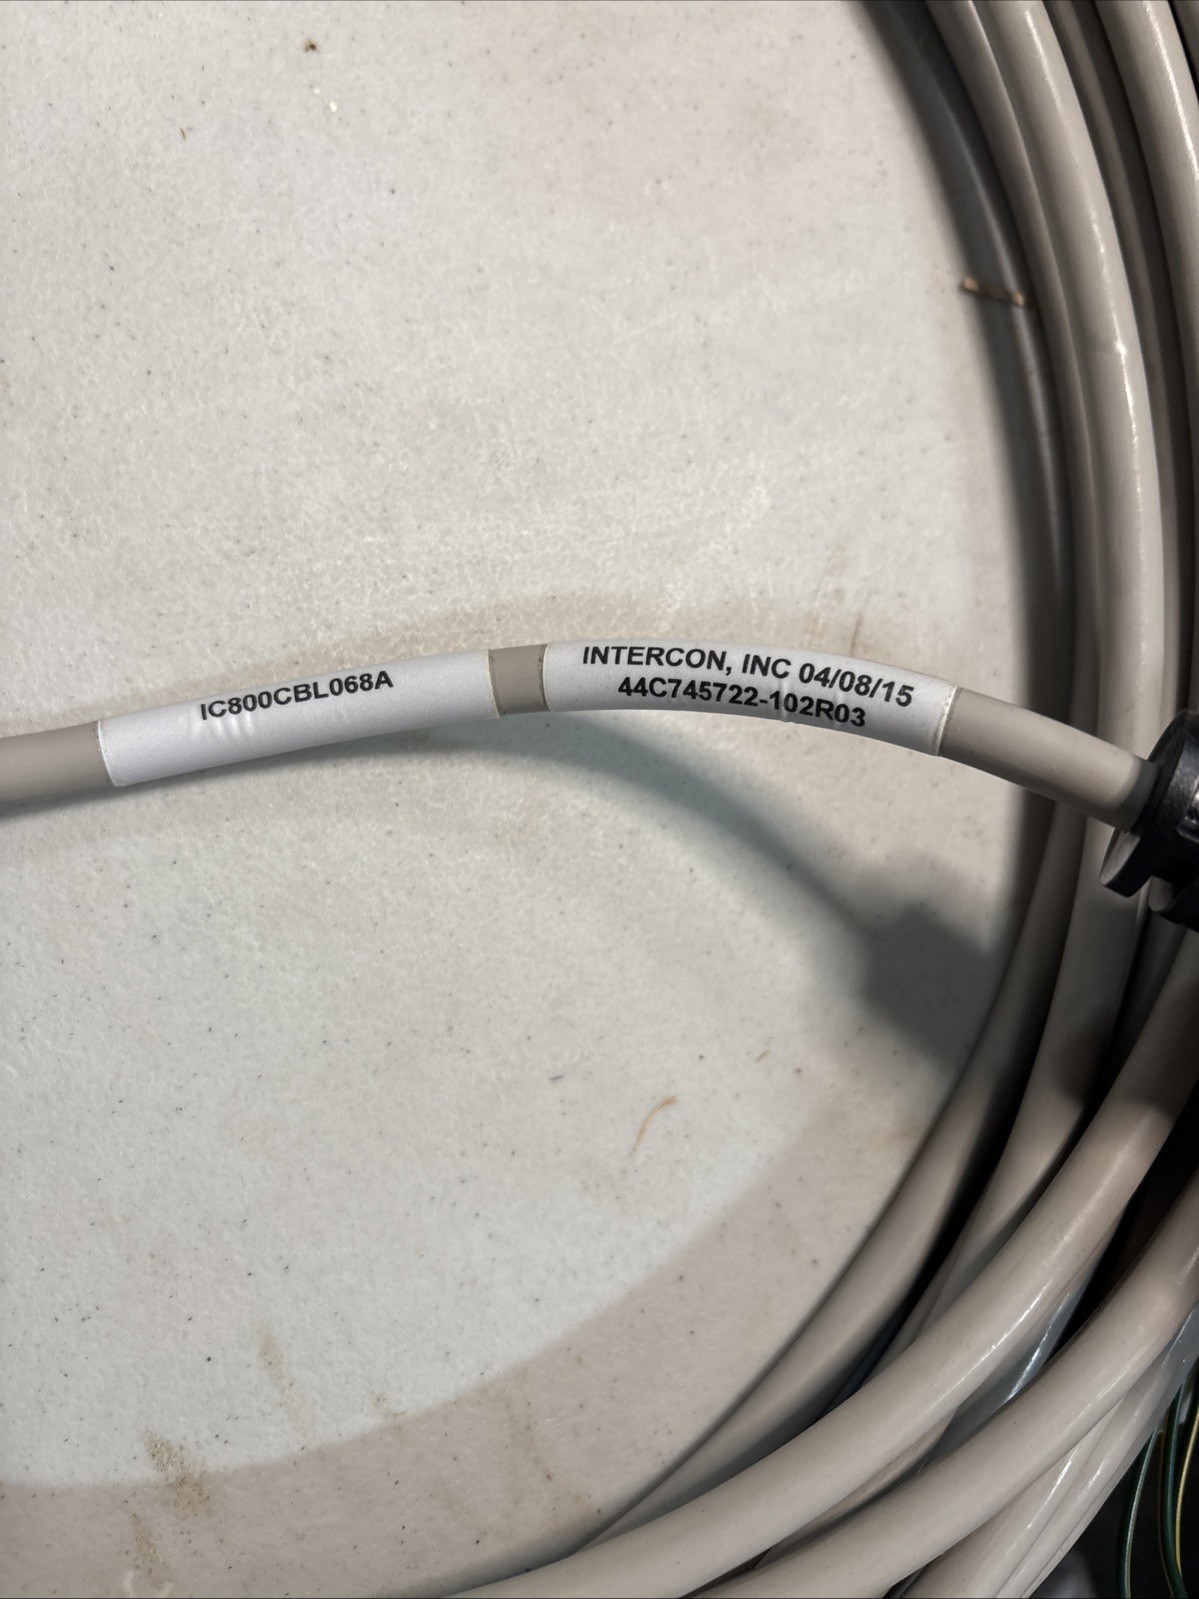 IC800CBL068A
INTERCON, INC 04/08/15
44C745722-102R03